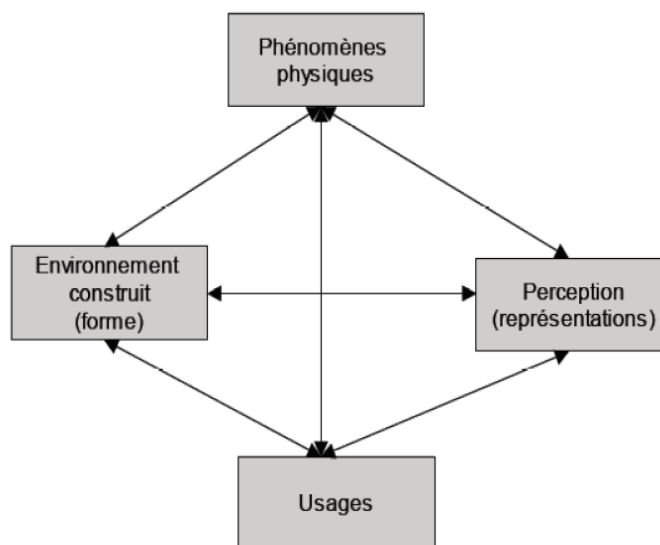 Phénomènes
physiques
Environnement
construit
(forme)
Perception
(représentations)
Usages